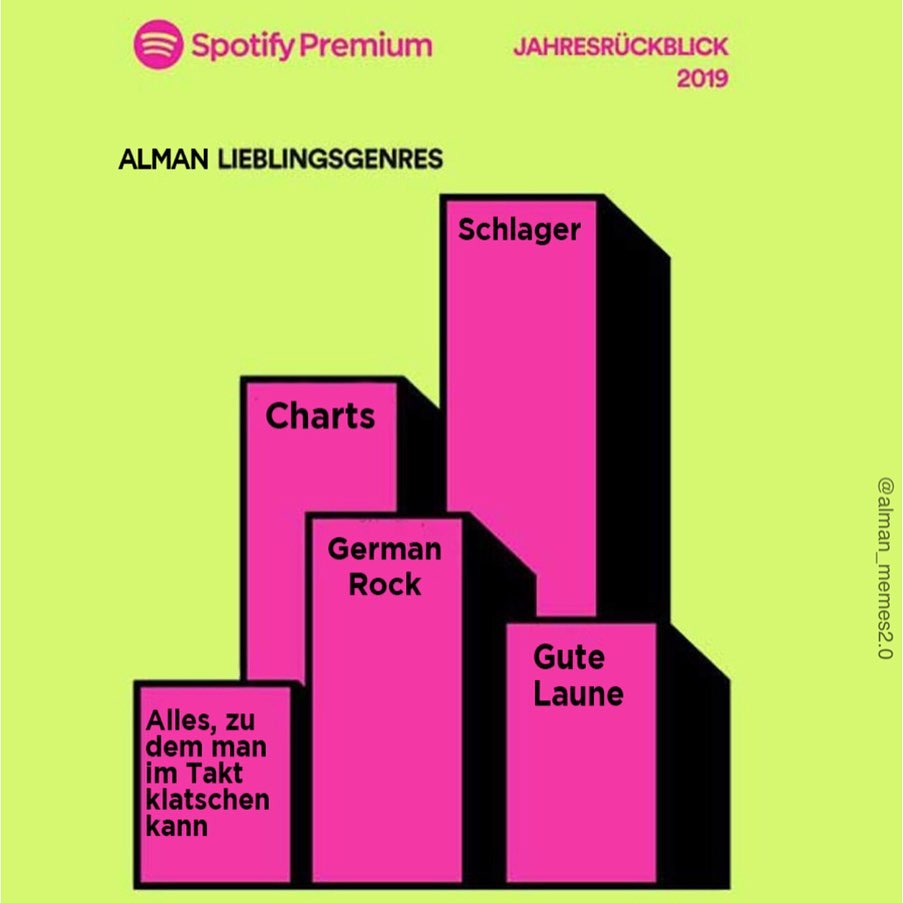 Spotify Premium
JAHRESRÜCKBLICK
2019
ALMAN LIEBLINGSGENRES
Schlager
Charts
German
Rock
Gute
Laune
Alles, zu
dem man
im Takt
klatschen
kann
@alman_memes2.0